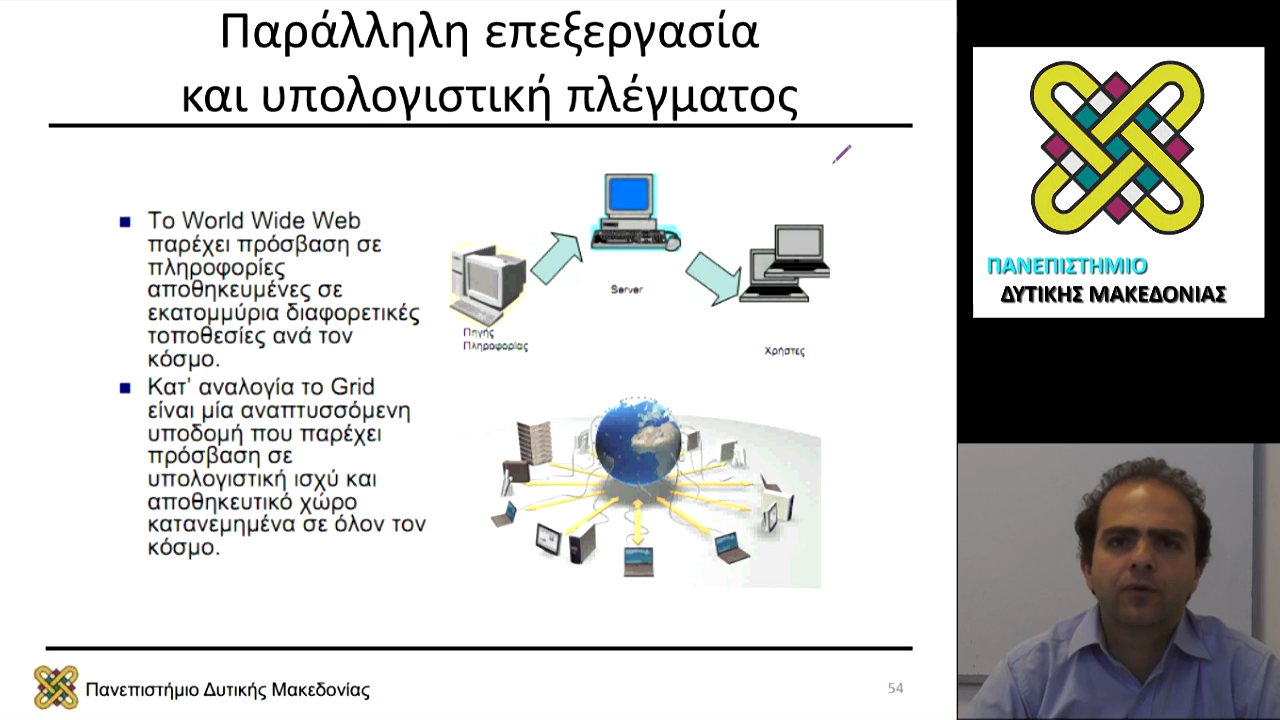 Παράλληλη επεξεργασία
και υπολογιστική πλέγματος
Το World Wide Web
παρέχει πρόσβαση σε
πληροφορίες
αποθηκευμένες σε
εκατομμύρια διαφορετικές
τοποθεσίες ανά τον
κόσμο.
Κατ' αναλογία το Grid
είναι μία αναπτυσσόμενη
υποδομή που παρέχει
πρόσβαση σε
υπολογιστική ισχύ και
αποθηκευτικό χώρο
κατανεμημένα σε όλον τον
κόσμο.
Server
Πηγής
Πληροφορίας
Χρήστες
Πανεπιστήμιο Δυτικής Μακεδονίας
54
ΠΑΝΕΠΙΣΤΗΜΙΟ
ΔΥΤΙΚΗΣ ΜΑΚΕΔΟΝΙΑΣ